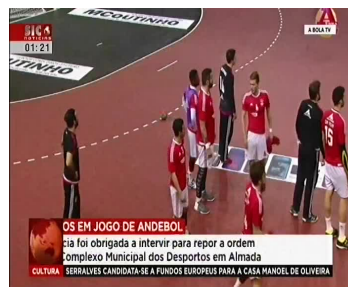 MCOUTINHO
A BOLA TV
SIC
NOTÍCIAS
01:21
OUTINHO
OS EM JOGO DE ANDEBOL
cia foi obrigada a intervir para repor a ordem
Complexo Municipal dos Desportos em Almada
CULTURA SERRALVES CANDIDATA-SE A FUNDOS EUROPEUS PARA A CASA MANOEL DE OLIVEIRA